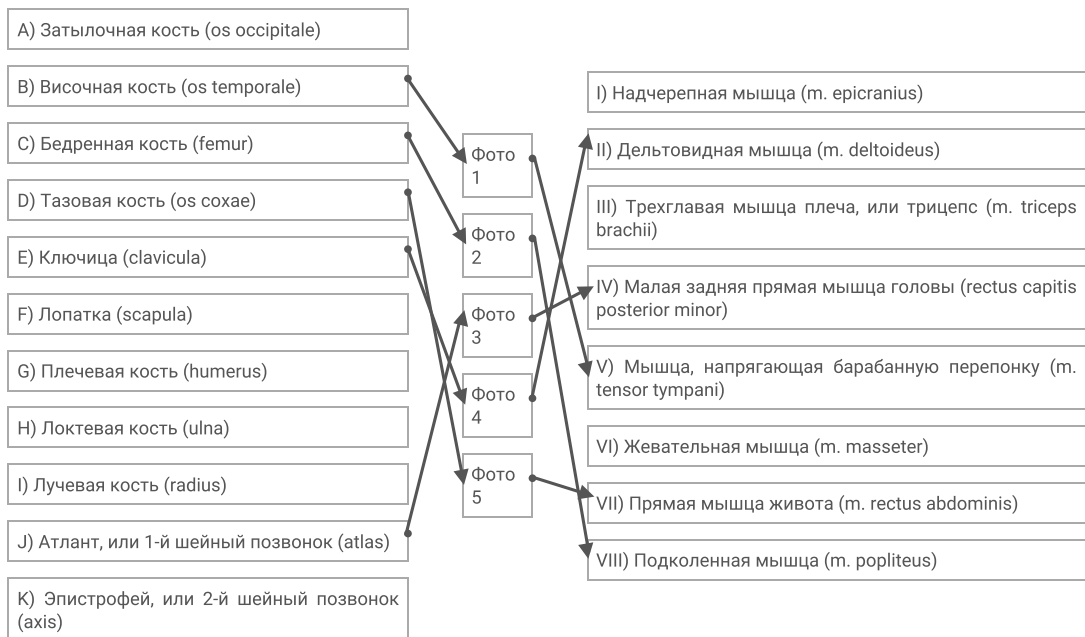 A) Затылочная кость (os occipitale)
B) Височная кость (os temporale)
C) Бедренная кость (femur)
D) Тазовая кость (os coxae)
E) Ключица (clavicula)
F) Лопатка (scapula)
G) Плечевая кость (humerus)
H) Локтевая кость (ulna)
I) Лучевая кость (radius)
J) Атлант, или 1-й шейный позвонок (atlas)
K) Эпистрофей, или 2-й шейный позвонок
(axis)
Фото
1
Фото
2
Фото
3
Фото
4
Фото
5
I) Надчерепная мышца (m. epicranius)
II) Дельтовидная мышца (m. deltoideus)
III) Трехглавая мышца плеча, или трицепс (m. triceps
brachii)
IV) Малая задняя прямая мышца головы (rectus capitis
posterior minor)
V) Мышца, напрягающая барабанную перепонку (m.
tensor tympani)
VI) Жевательная мышца (m. masseter)
VII) Прямая мышца живота (m. rectus abdominis)
VIII) Подколенная мышца (m. popliteus)